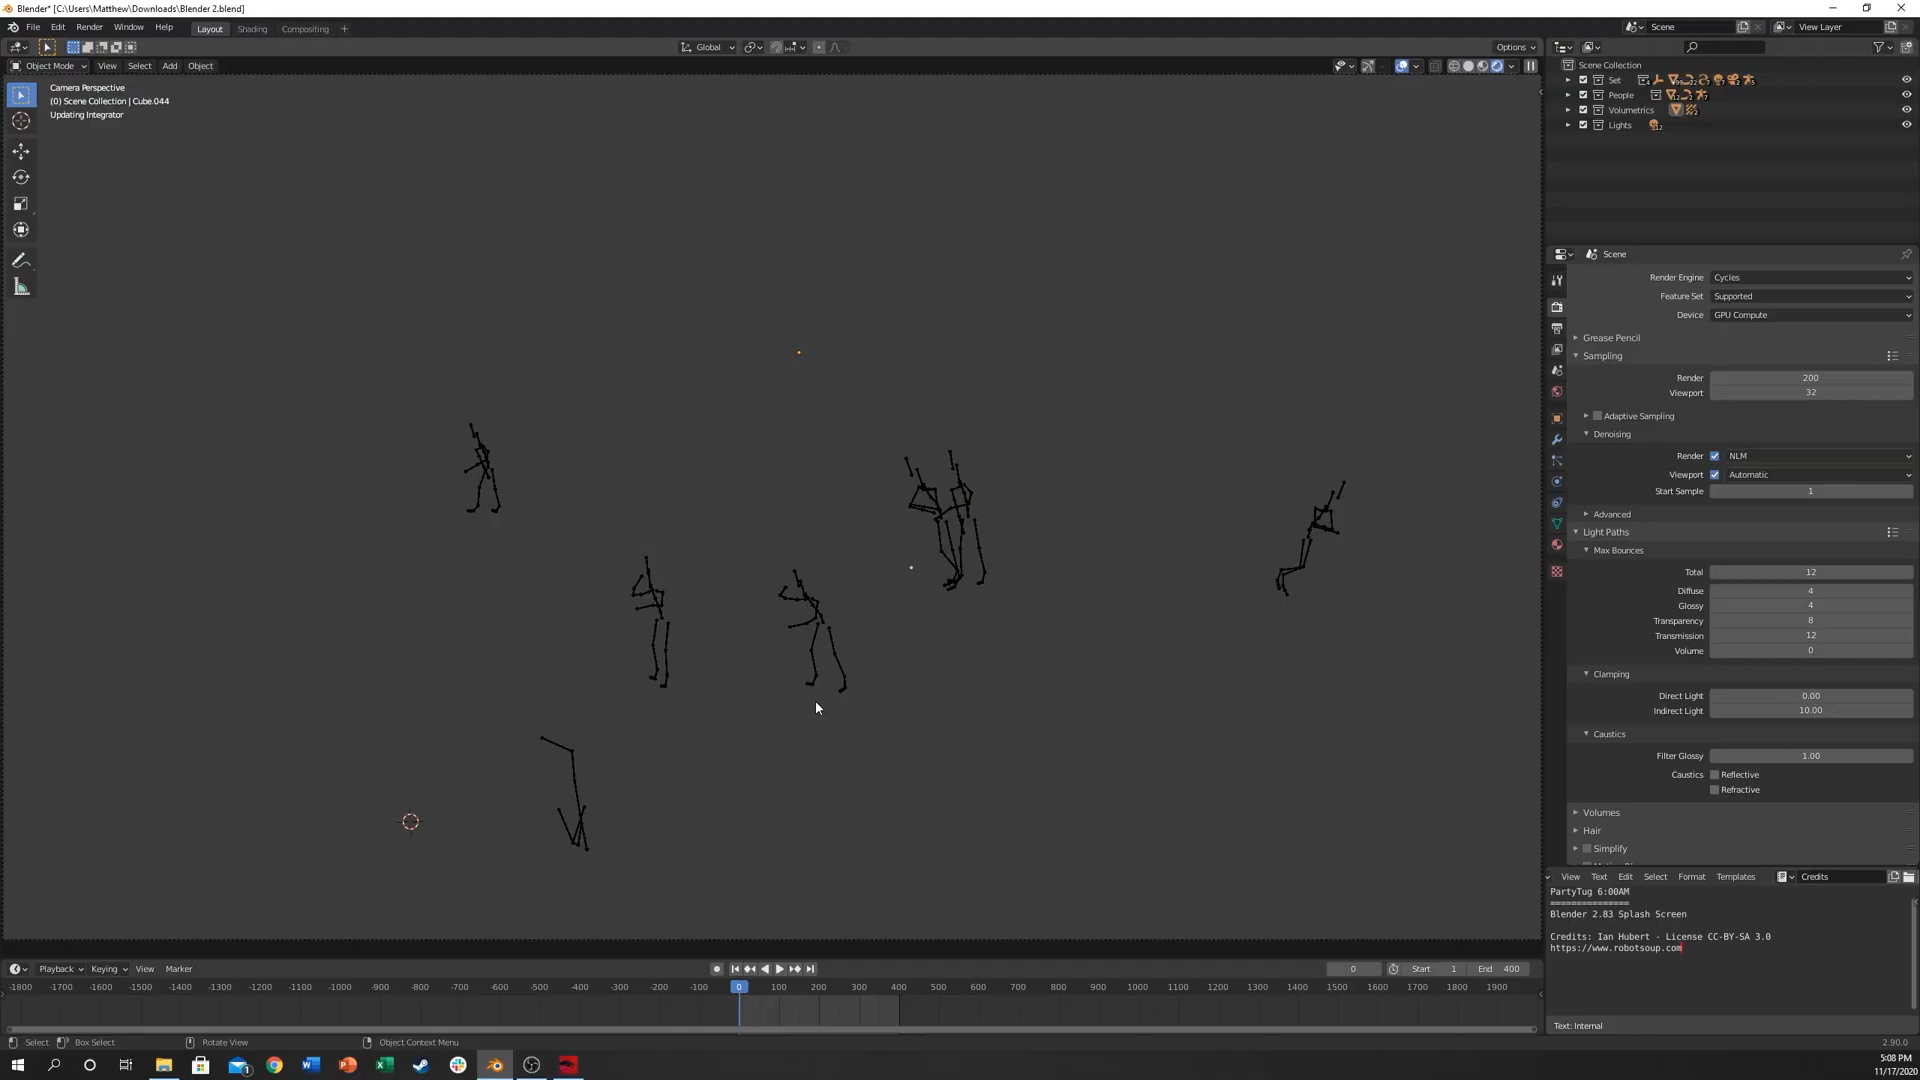 Blender* [C:\Users\Matthew\Downloads\Blender 2.blend]
File Edit Render Window Help Layout Shading Compositing + Scene View Layer
Global Options
Object Mode View Select Add Object
Camera Perspective
(0) Scene Collection | Cube.044
Updating Integrator
Scene Collection
Set
People
Volumetrics
Lights
Scene
Render Engine Cycles
Feature Set Supported
Device GPU Compute
Grease Pencil
Sampling
Render 200
Viewport 32
Adaptive Sampling
Denoising
Render NLM
Viewport Automatic
Start Sample 1
Advanced
Light Paths
Max Bounces
Total 12
Diffuse 4
Glossy 4
Transparency 8
Transmission 12
Volume 0
Clamping
Direct Light 0.00
Indirect Light 10.00
Caustics
Filter Glossy 1.00
Caustics Reflective
Refractive
Volumes
Hair
Simplify
View Text Edit Select Format Templates Credits
PartyTug 6:00AM
===============
Blender 2.83 Splash Screen
Credits: Ian Hubert - License CC-BY-SA 3.0
https://www.robotsoup.com
Text: Internal
Playback Keying View Marker 0 Start 1 End 400
-1800 -1700 -1600 -1500 -1400 -1300 -1200 -1100 -1000 -900 -800 -700 -600 -500 -400 -300 -200 -100 0 100 200 300 400 500 600 700 800 900 1000 1100 1200 1300 1400 1500 1600 1700 1800 1900
Select Box Select Rotate View Object Context Menu 2.90.0
5:08 PM
11/17/2020